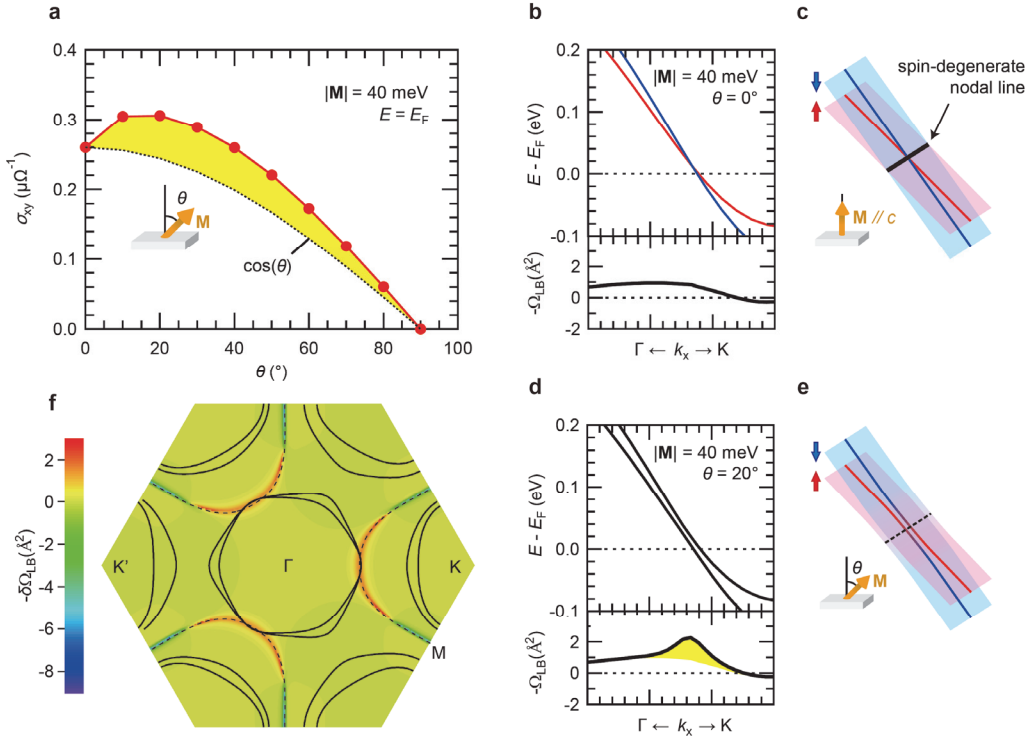 a
0.4
0.3
0.2
0.1
0.0
σxy (μΩ⁻¹)
|M| = 40 meV
E = EF
θ
M
cos(θ)
0
20
40
60
80
100
θ (°)
b
0.2
0.1
0.0
-0.1
E - EF (eV)
|M| = 40 meV
θ = 0°
2
1
0
-2
-ΩLB(Å²)
Γ ← kx → K
c
spin-degenerate
nodal line
M // c
f
2
0
-2
-4
-6
-8
-δΩLB(Å²)
K'
Γ
K
M
d
0.2
0.1
0.0
-0.1
E - EF (eV)
|M| = 40 meV
θ = 20°
2
1
0
-2
-ΩLB(Å²)
Γ ← kx → K
e
θ
M